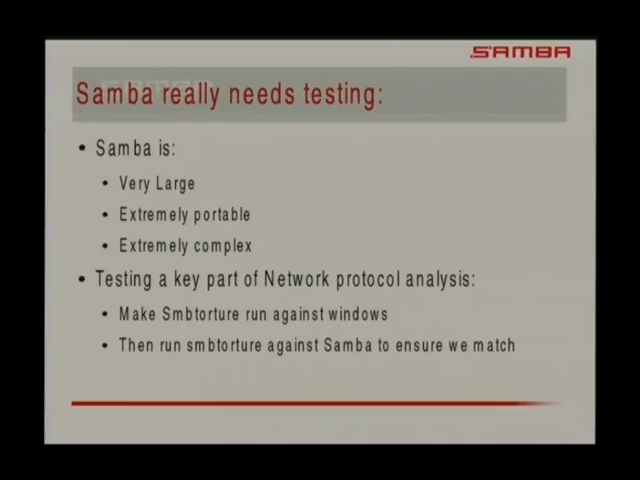 SAMBA
Samba really needs testing:
• Samba is:
• Very Large
• Extremely portable
• Extremely complex
• Testing a key part of Network protocol analysis:
• Make Smbtorture run against windows
• Then run smbtorture against Samba to ensure we match